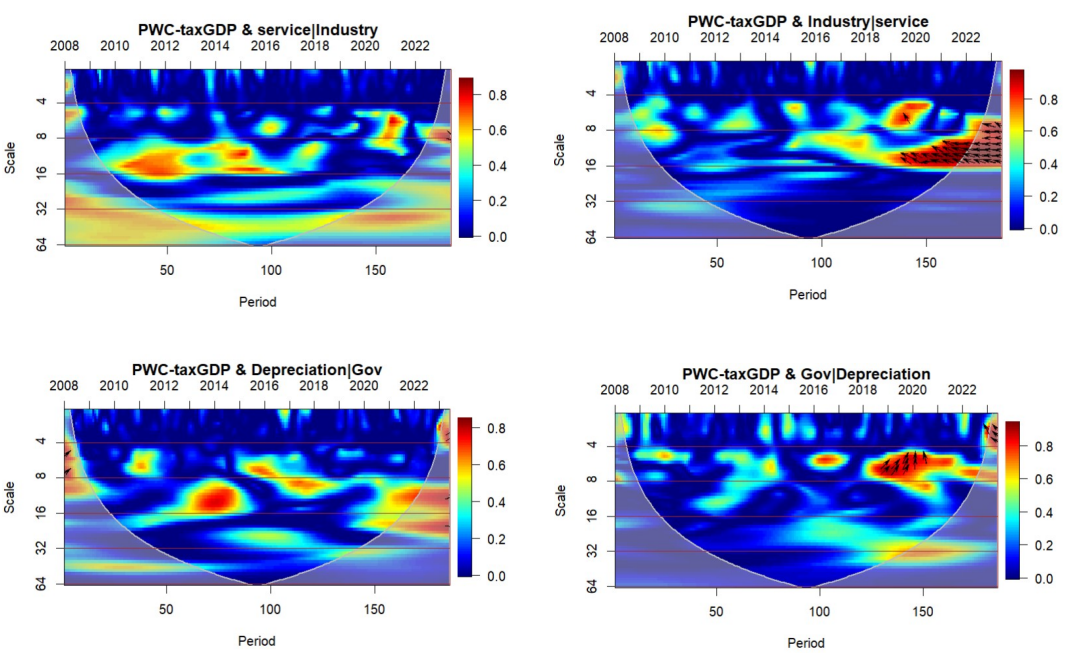 PWC-taxGDP & service|Industry
2008 2010 2012 2014 2016 2018 2020 2022
Scale
4
8
16
32
64
50 100 150
Period
0.8
0.6
0.4
0.2
0.0
PWC-taxGDP & Industry|service
2008 2010 2012 2014 2016 2018 2020 2022
Scale
4
8
16
32
64
50 100 150
Period
0.8
0.6
0.4
0.2
0.0
PWC-taxGDP & Depreciation|Gov
2008 2010 2012 2014 2016 2018 2020 2022
Scale
4
8
16
32
64
50 100 150
Period
0.8
0.6
0.4
0.2
0.0
PWC-taxGDP & Gov|Depreciation
2008 2010 2012 2014 2016 2018 2020 2022
Scale
4
8
16
32
64
50 100 150
Period
0.8
0.6
0.4
0.2
0.0